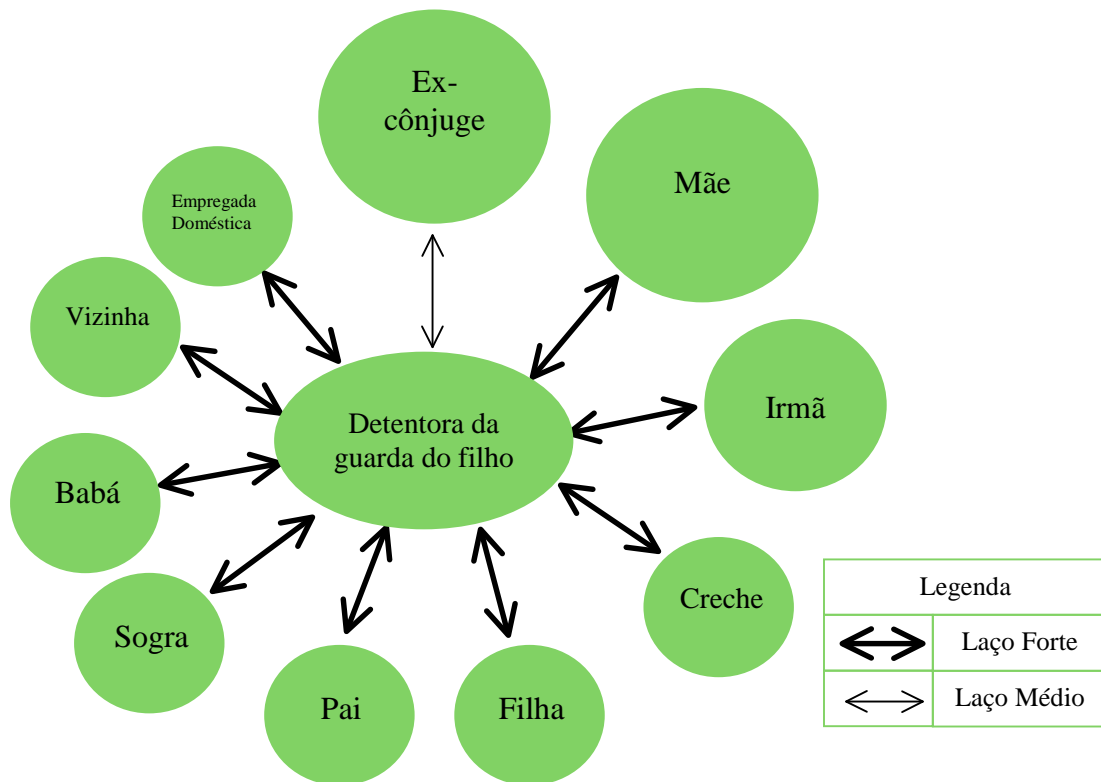 Ex-
cônjuge
Mãe
Empregada
Doméstica
Vizinha
Irmã
Detentora da
guarda do filho
Babá
Creche
Sogra
Pai
Filha
Legenda
Laço Forte
Laço Médio